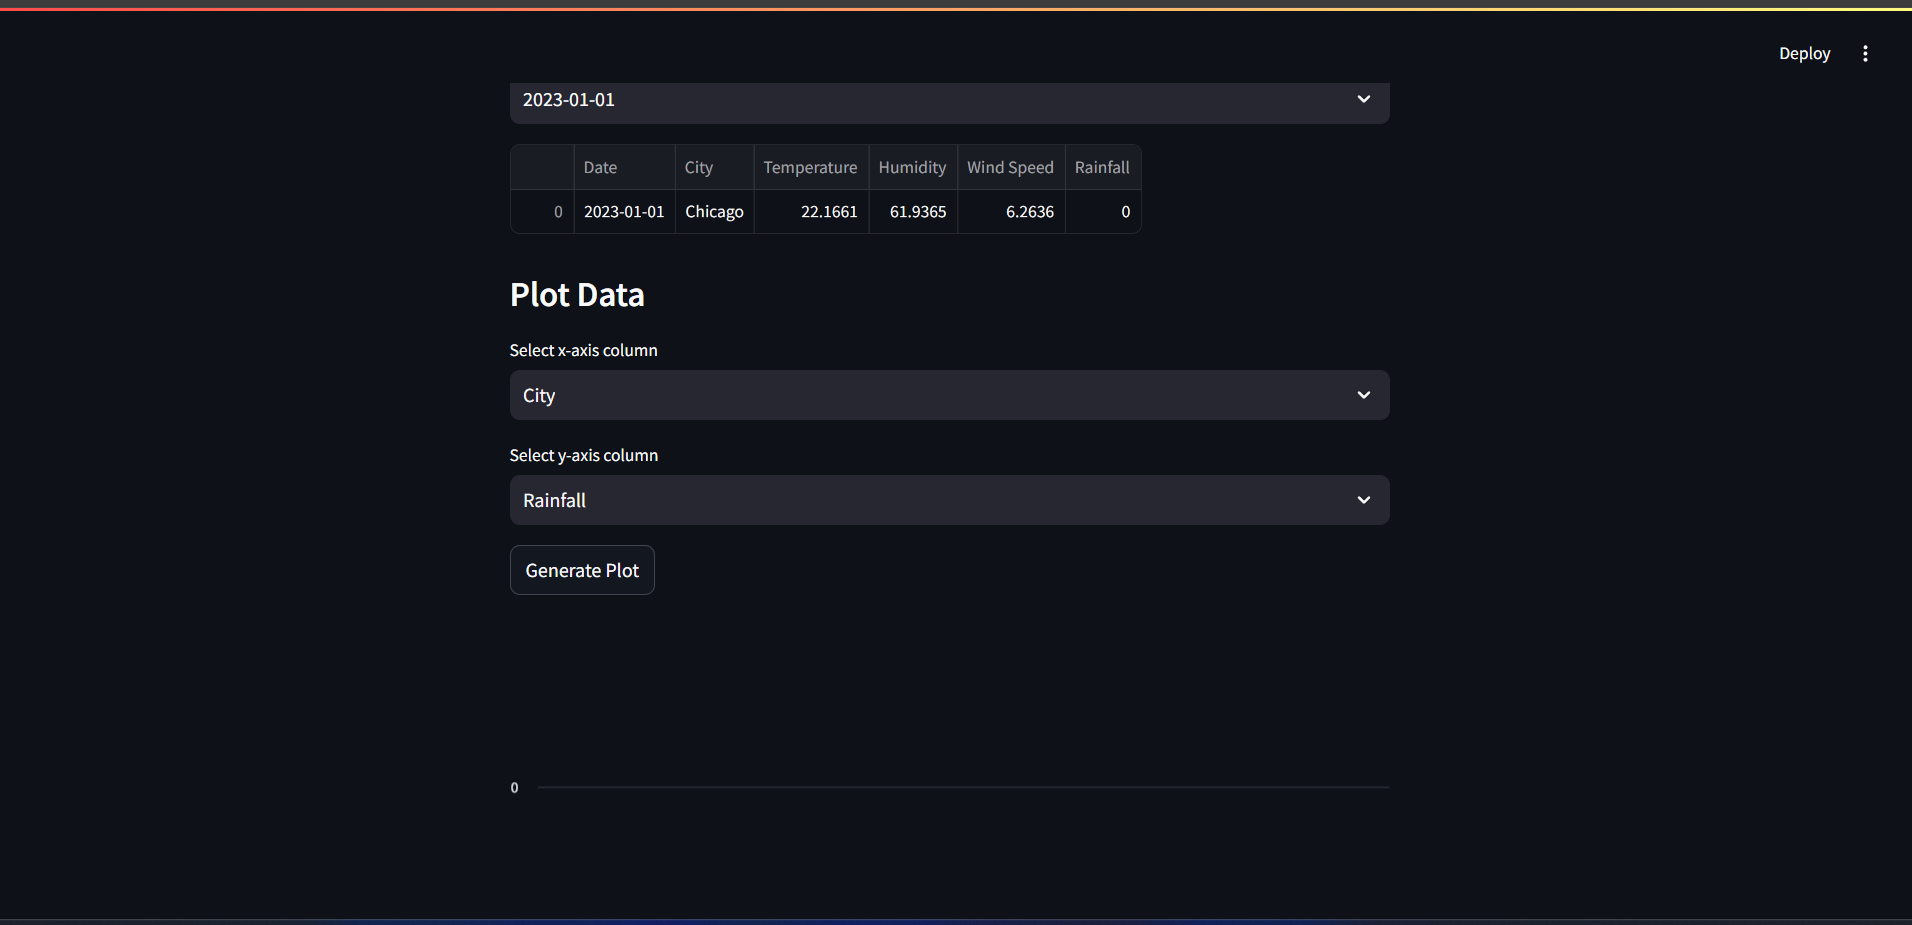 Deploy
2023-01-01
Date City Temperature Humidity Wind Speed Rainfall
0 2023-01-01 Chicago 22.1661 61.9365 6.2636 0
Plot Data
Select x-axis column
City
Select y-axis column
Rainfall
Generate Plot
0